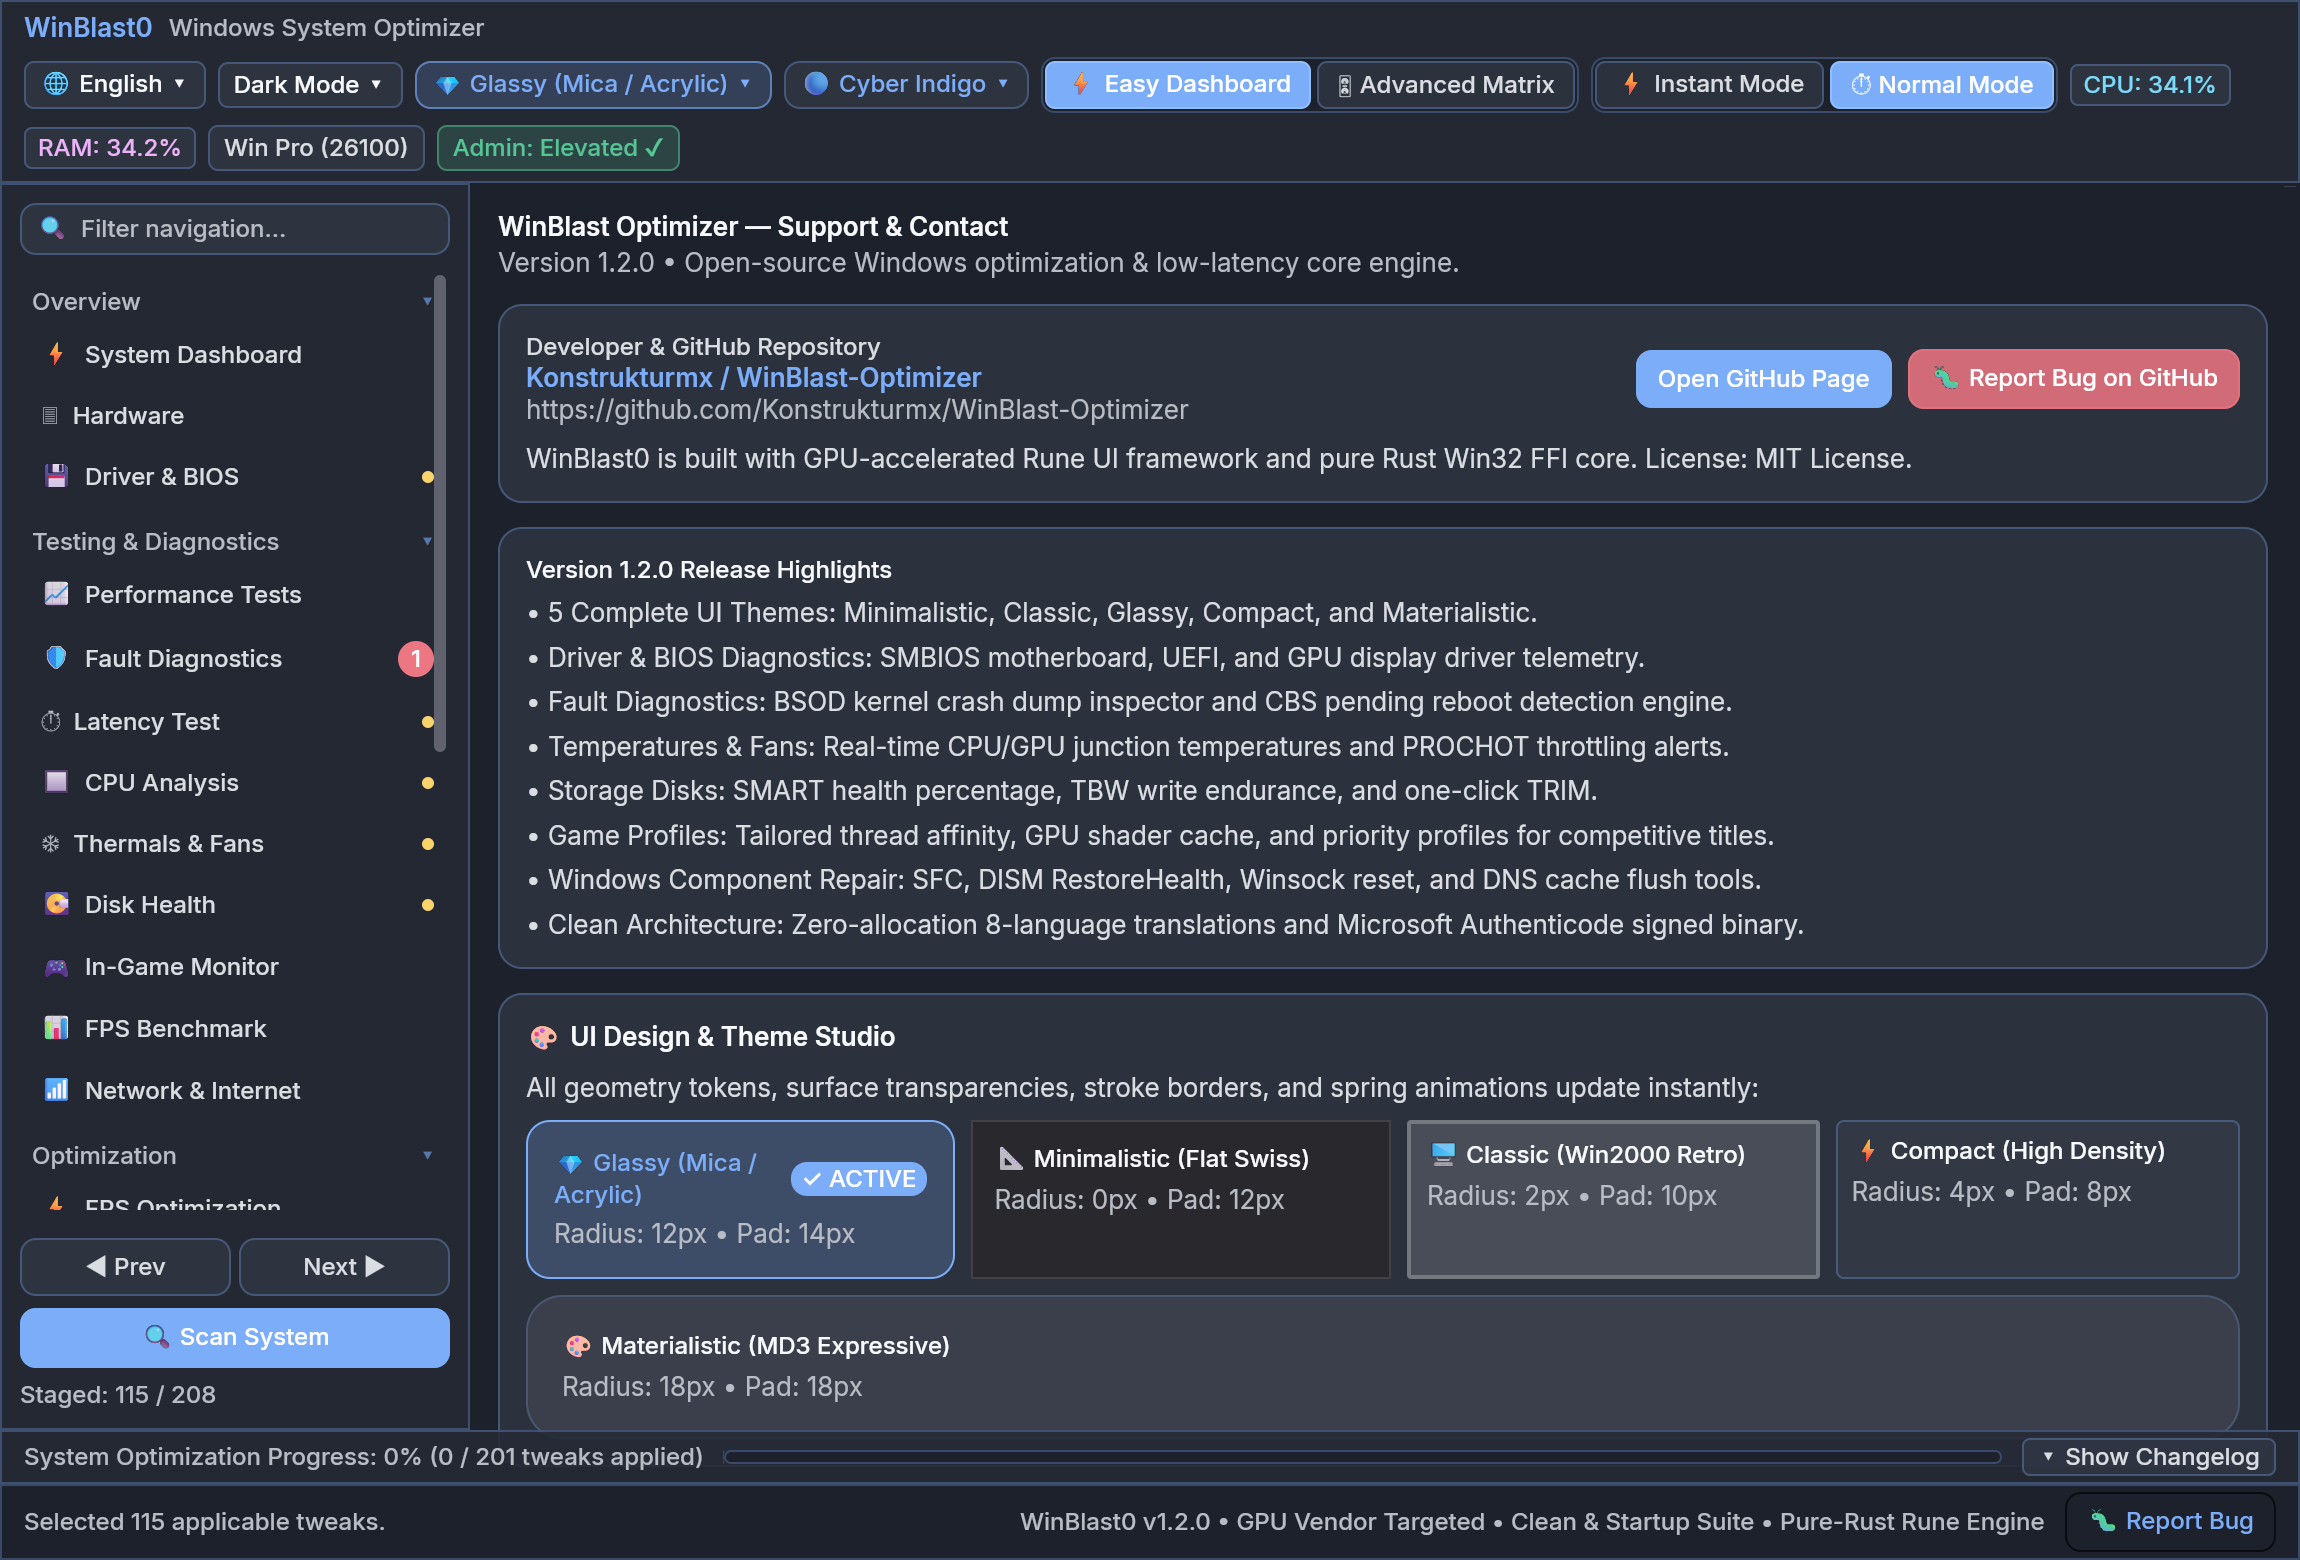 WinBlast0 Windows System Optimizer
🌐 English ▼ Dark Mode ▼ 💎 Glassy (Mica / Acrylic) ▼ 🔵 Cyber Indigo ▼ ⚡ Easy Dashboard 🎛 Advanced Matrix ⚡ Instant Mode ⏱ Normal Mode CPU: 34.1%
RAM: 34.2% Win Pro (26100) Admin: Elevated ✓
🔍 Filter navigation...
Overview ▼
⚡ System Dashboard
Hardware
💾 Driver & BIOS
Testing & Diagnostics ▼
📈 Performance Tests
🛡 Fault Diagnostics 1
⏱ Latency Test
CPU Analysis
❄ Thermals & Fans
Disk Health
🎮 In-Game Monitor
📊 FPS Benchmark
📶 Network & Internet
Optimization ▼
⚡ FPS Optimization
◀ Prev Next ▶
🔍 Scan System
Staged: 115 / 208
WinBlast Optimizer — Support & Contact
Version 1.2.0 • Open-source Windows optimization & low-latency core engine.
Developer & GitHub Repository
Konstrukturmx / WinBlast-Optimizer
https://github.com/Konstrukturmx/WinBlast-Optimizer
Open GitHub Page 🐛 Report Bug on GitHub
WinBlast0 is built with GPU-accelerated Rune UI framework and pure Rust Win32 FFI core. License: MIT License.
Version 1.2.0 Release Highlights
• 5 Complete UI Themes: Minimalistic, Classic, Glassy, Compact, and Materialistic.
• Driver & BIOS Diagnostics: SMBIOS motherboard, UEFI, and GPU display driver telemetry.
• Fault Diagnostics: BSOD kernel crash dump inspector and CBS pending reboot detection engine.
• Temperatures & Fans: Real-time CPU/GPU junction temperatures and PROCHOT throttling alerts.
• Storage Disks: SMART health percentage, TBW write endurance, and one-click TRIM.
• Game Profiles: Tailored thread affinity, GPU shader cache, and priority profiles for competitive titles.
• Windows Component Repair: SFC, DISM RestoreHealth, Winsock reset, and DNS cache flush tools.
• Clean Architecture: Zero-allocation 8-language translations and Microsoft Authenticode signed binary.
🎨 UI Design & Theme Studio
All geometry tokens, surface transparencies, stroke borders, and spring animations update instantly:
💎 Glassy (Mica /
Acrylic)
✓ ACTIVE
Radius: 12px • Pad: 14px
📐 Minimalistic (Flat Swiss)
Radius: 0px • Pad: 12px
🖥 Classic (Win2000 Retro)
Radius: 2px • Pad: 10px
⚡ Compact (High Density)
Radius: 4px • Pad: 8px
🎨 Materialistic (MD3 Expressive)
Radius: 18px • Pad: 18px
System Optimization Progress: 0% (0 / 201 tweaks applied) ▼ Show Changelog
Selected 115 applicable tweaks. WinBlast0 v1.2.0 • GPU Vendor Targeted • Clean & Startup Suite • Pure-Rust Rune Engine 🐛 Report Bug